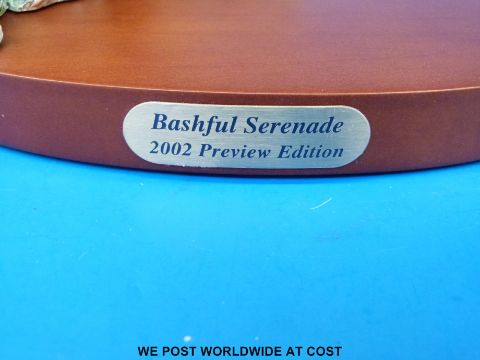 Bashful Serenade
2002 Preview Edition
WE POST WORLDWIDE AT COST